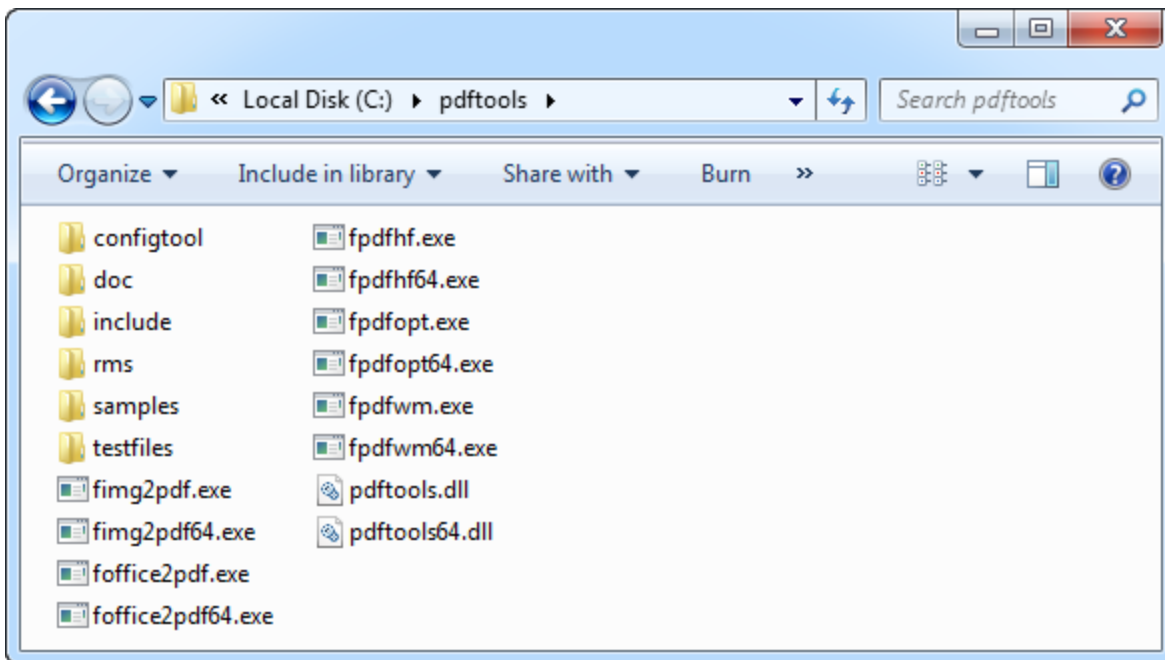 « Local Disk (C:) ▸ pdftools ▸ Search pdftools
Organize Include in library Share with Burn »
configtool
doc
include
rms
samples
testfiles
fimg2pdf.exe
fimg2pdf64.exe
foffice2pdf.exe
foffice2pdf64.exe
fpdfhf.exe
fpdfhf64.exe
fpdfopt.exe
fpdfopt64.exe
fpdfwm.exe
fpdfwm64.exe
pdftools.dll
pdftools64.dll